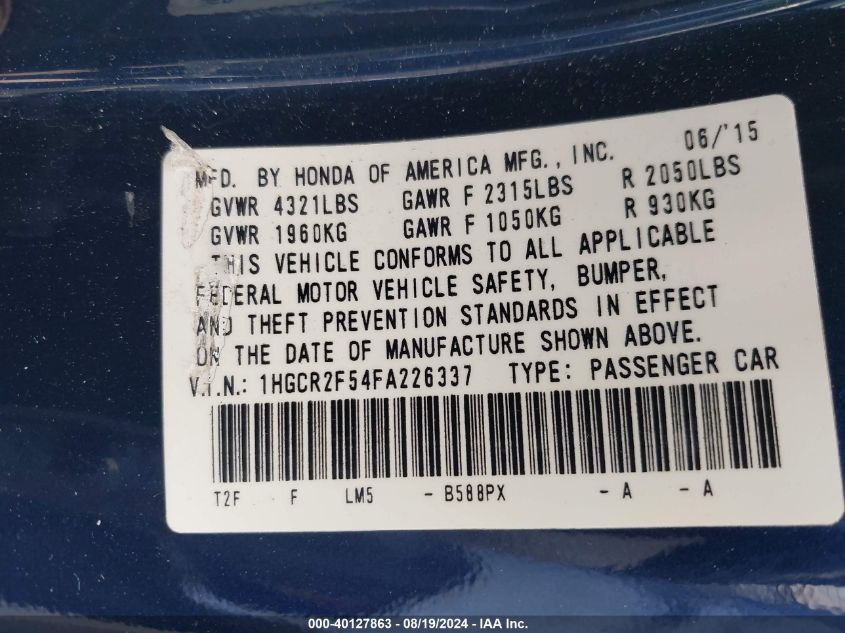 MFD. BY HONDA OF AMERICA MFG., INC. 06/'15
GVWR 4321LBS GAWR F 2315LBS R 2050LBS
GVWR 1960KG GAWR F 1050KG R 930KG
THIS VEHICLE CONFORMS TO ALL APPLICABLE
FEDERAL MOTOR VEHICLE SAFETY, BUMPER,
AND THEFT PREVENTION STANDARDS IN EFFECT
ON THE DATE OF MANUFACTURE SHOWN ABOVE.
V.I.N.: 1HGCR2F54FA226337 TYPE: PASSENGER CAR
T2F F LM5 - B588PX - A - A
000-40127863 - 08/19/2024 - IAA Inc.